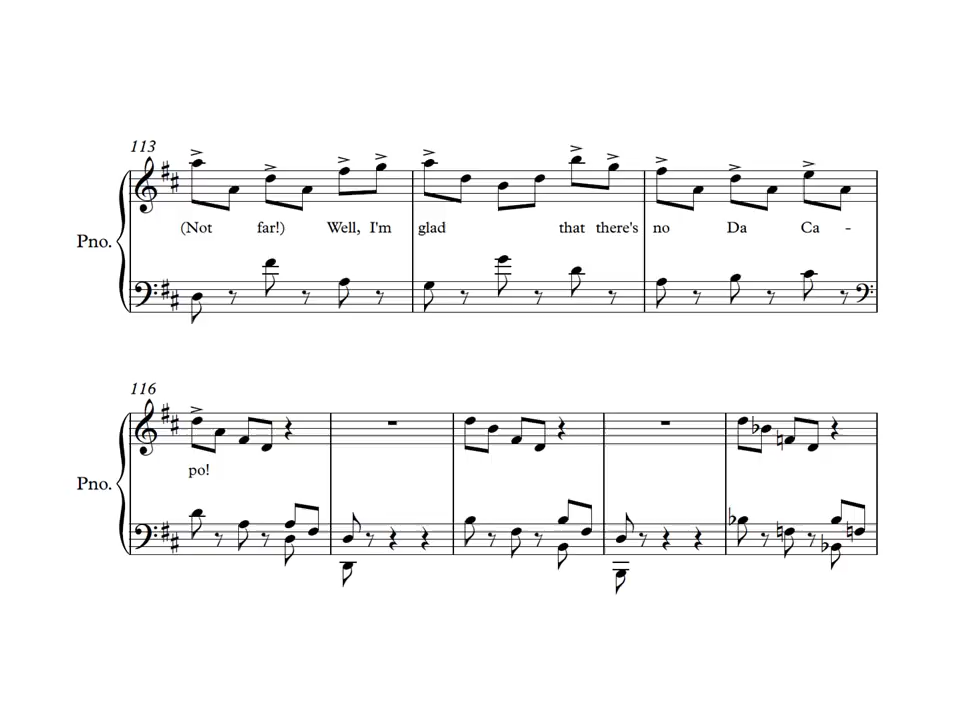 113
Pno.
(Not far!) Well, I'm glad that there's no Da Ca -
116
Pno.
po!